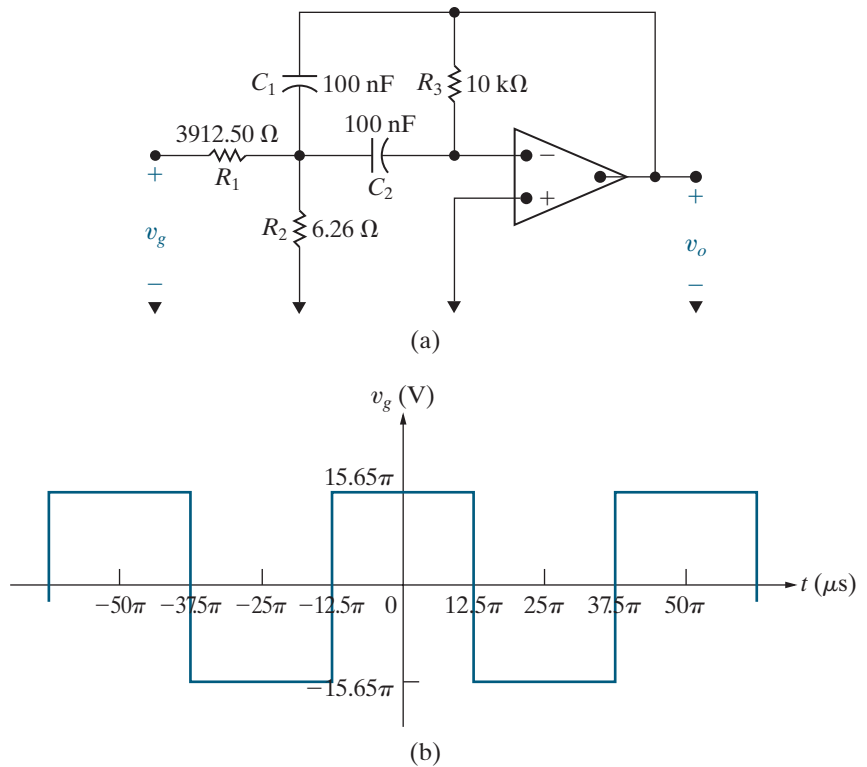 C1 100 nF
R3 10 kΩ
100 nF
3912.50 Ω
+
R1
C2
−
+
+
vg
−
R2 6.26 Ω
vo
−
(a)
vg (V)
15.65π
t (μs)
−50π −37.5π −25π −12.5π 0 12.5π 25π 37.5π 50π
−15.65π
(b)